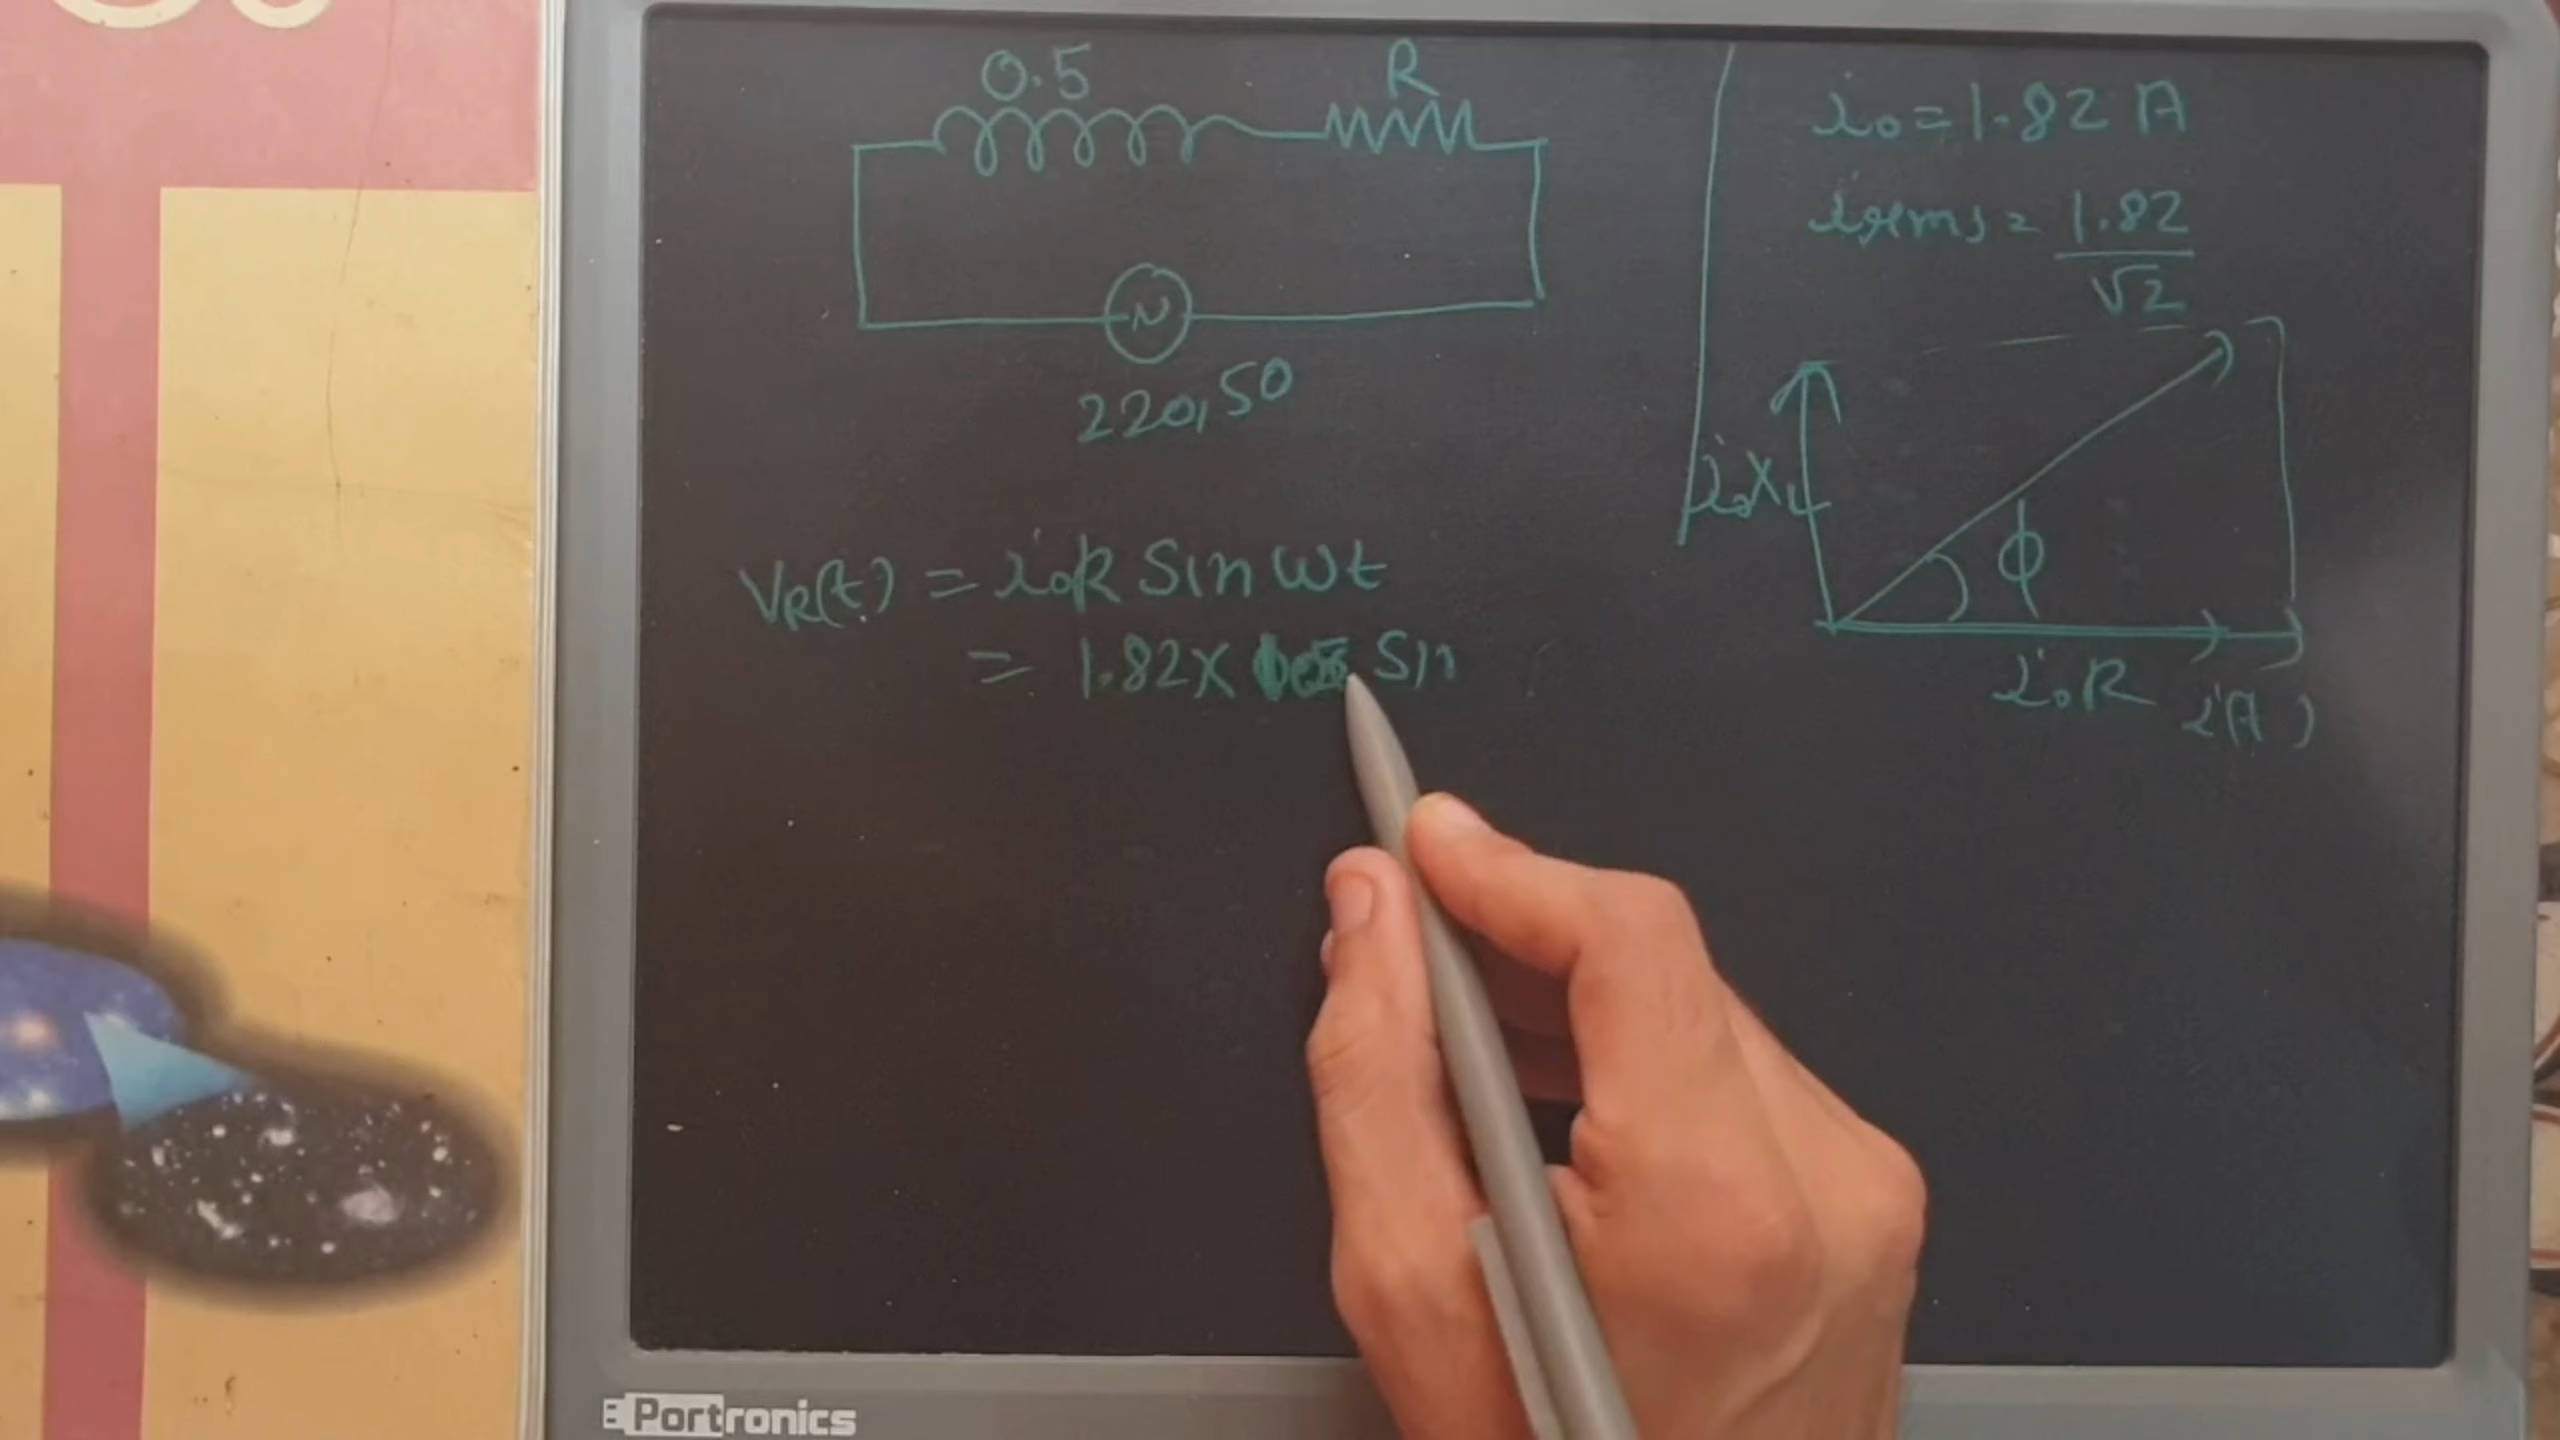 0.5
R
220, 50
i₀ = 1.82 A
irms = 1.82
√2
i₀XL
ϕ
i₀R
i(A)
VR(t) = i₀R Sin ωt
= 1.82 X Sin
Portronics